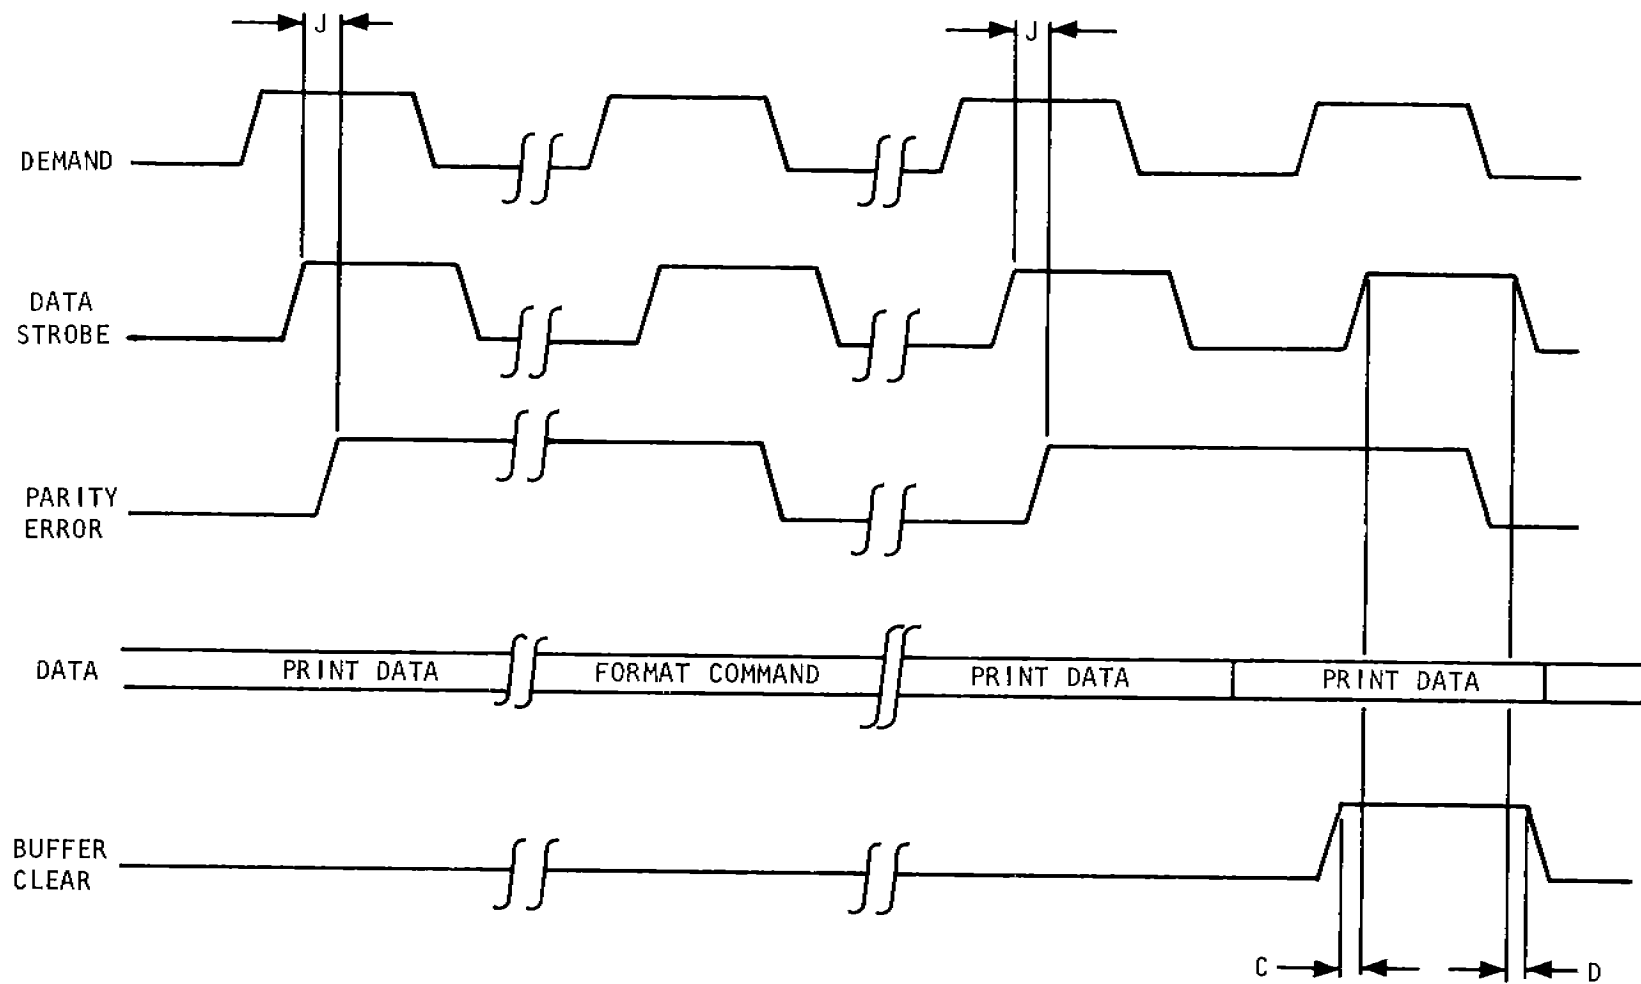 J J
DEMAND
DATA
STROBE
PARITY
ERROR
DATA PRINT DATA FORMAT COMMAND PRINT DATA PRINT DATA
BUFFER
CLEAR
C D